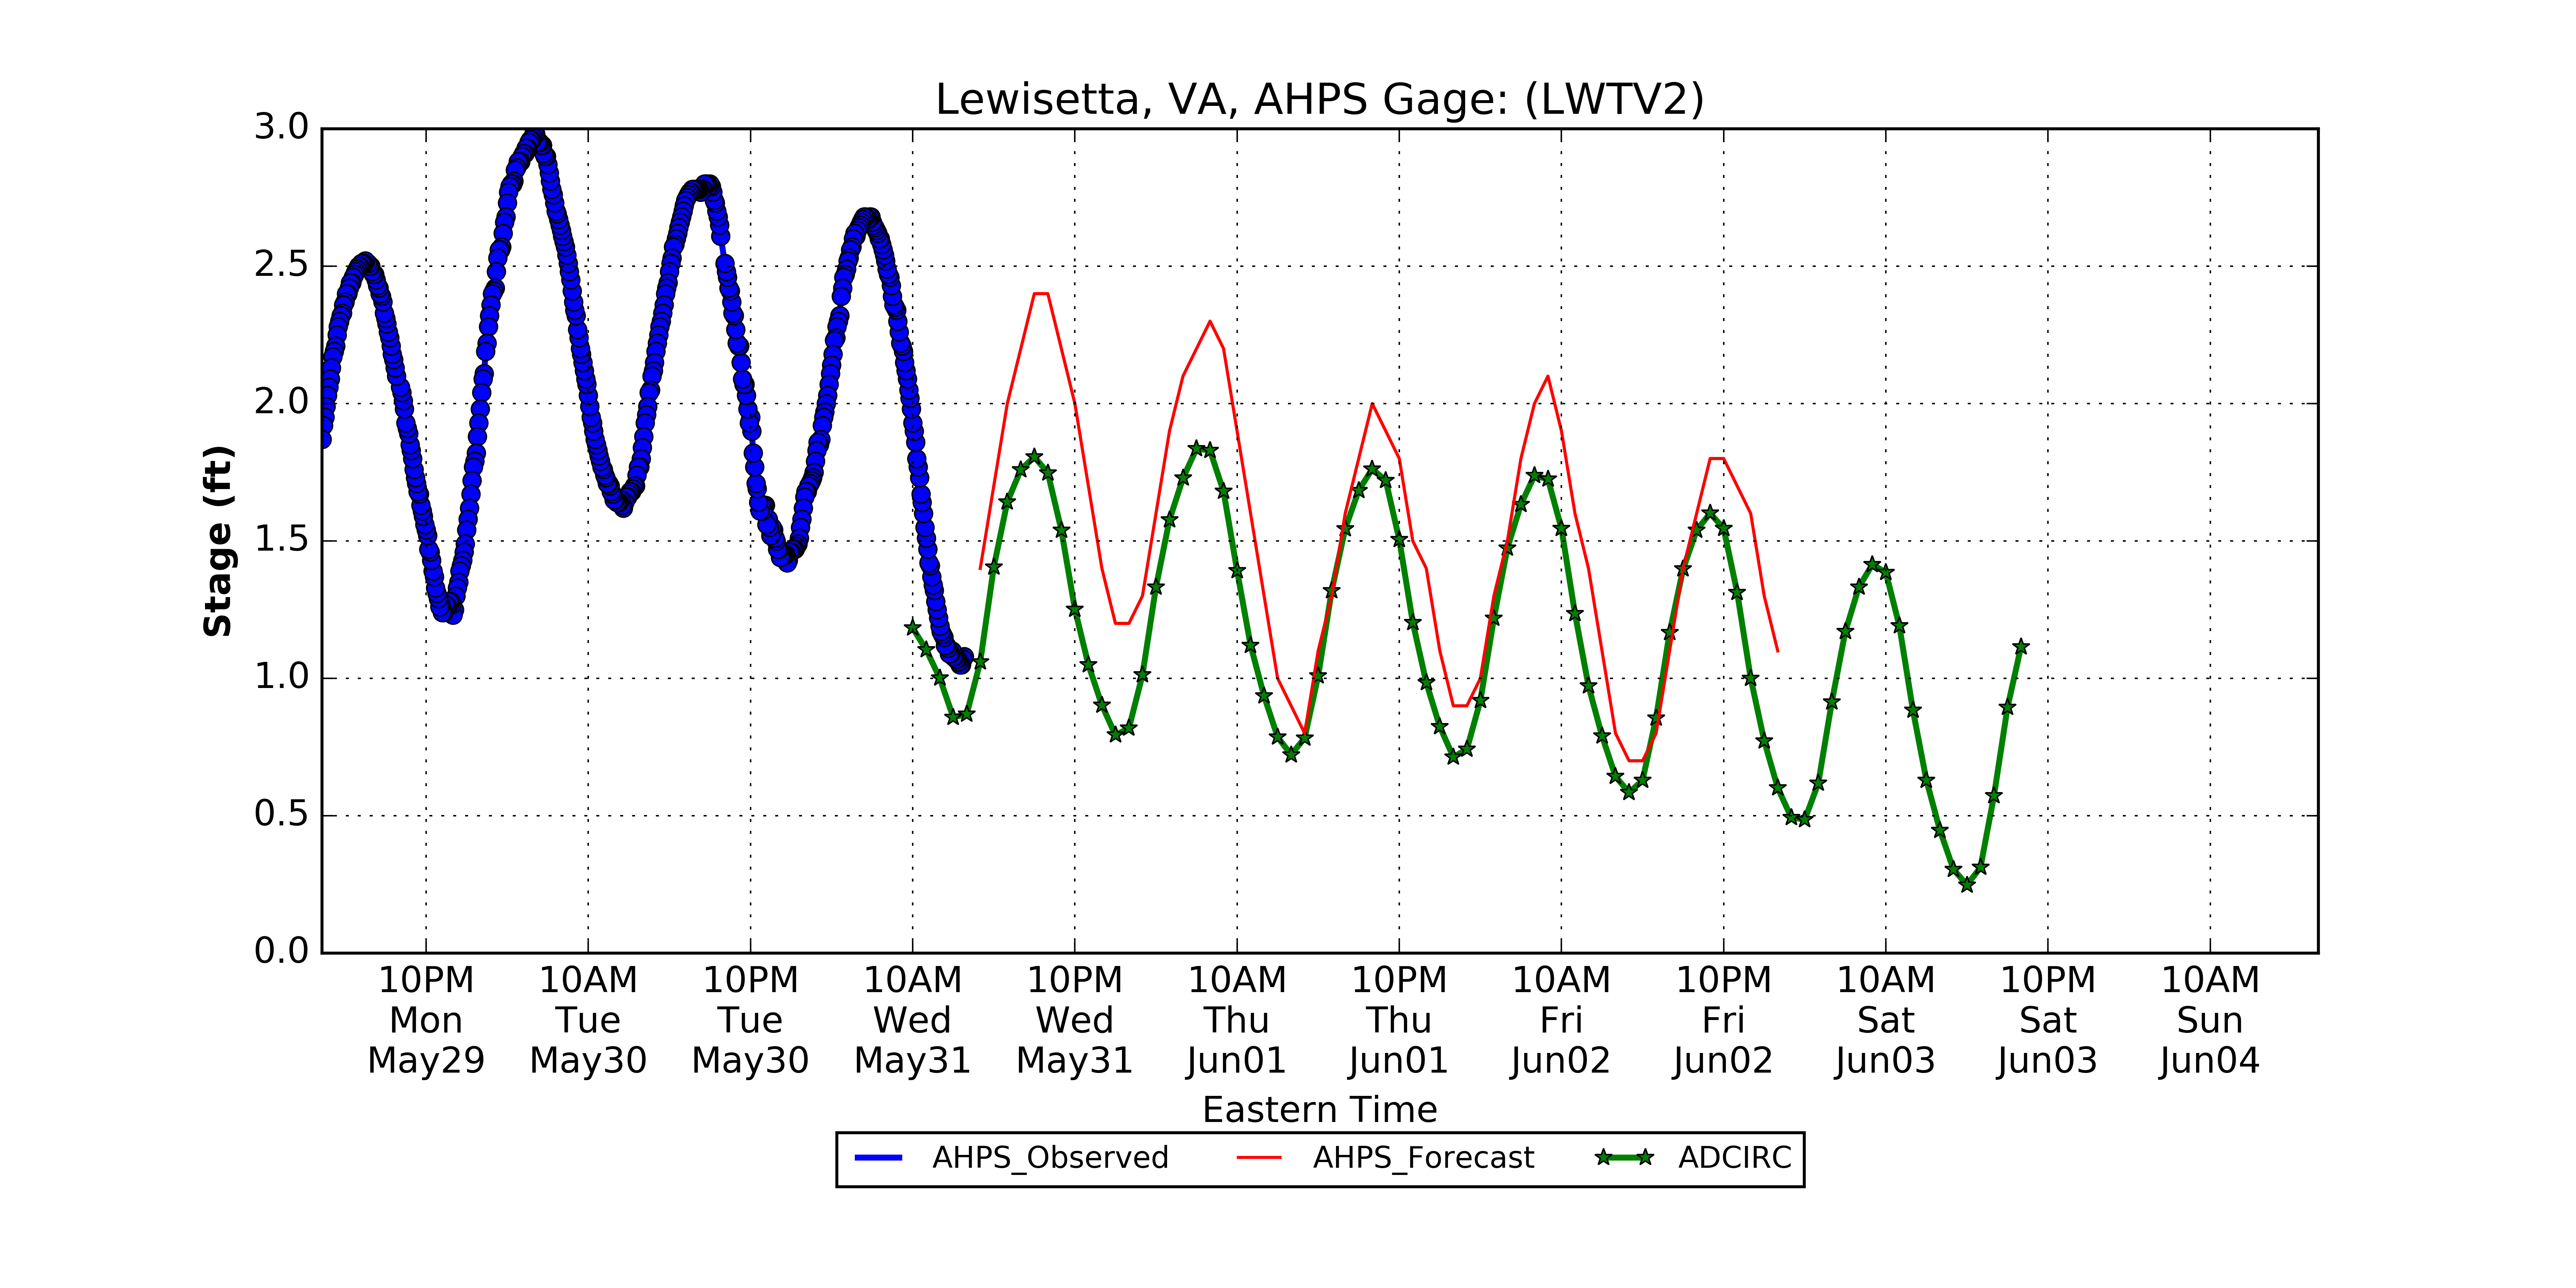 Lewisetta, VA, AHPS Gage: (LWTV2)
3.0
2.5
2.0
1.5
1.0
0.5
0.0
Stage (ft)
10PM 10AM 10PM 10AM 10PM 10AM 10PM 10AM 10PM 10AM 10PM 10AM
Mon Tue Tue Wed Wed Thu Thu Fri Fri Sat Sat Sun
May29 May30 May30 May31 May31 Jun01 Jun01 Jun02 Jun02 Jun03 Jun03 Jun04
Eastern Time
AHPS_Observed AHPS_Forecast ADCIRC